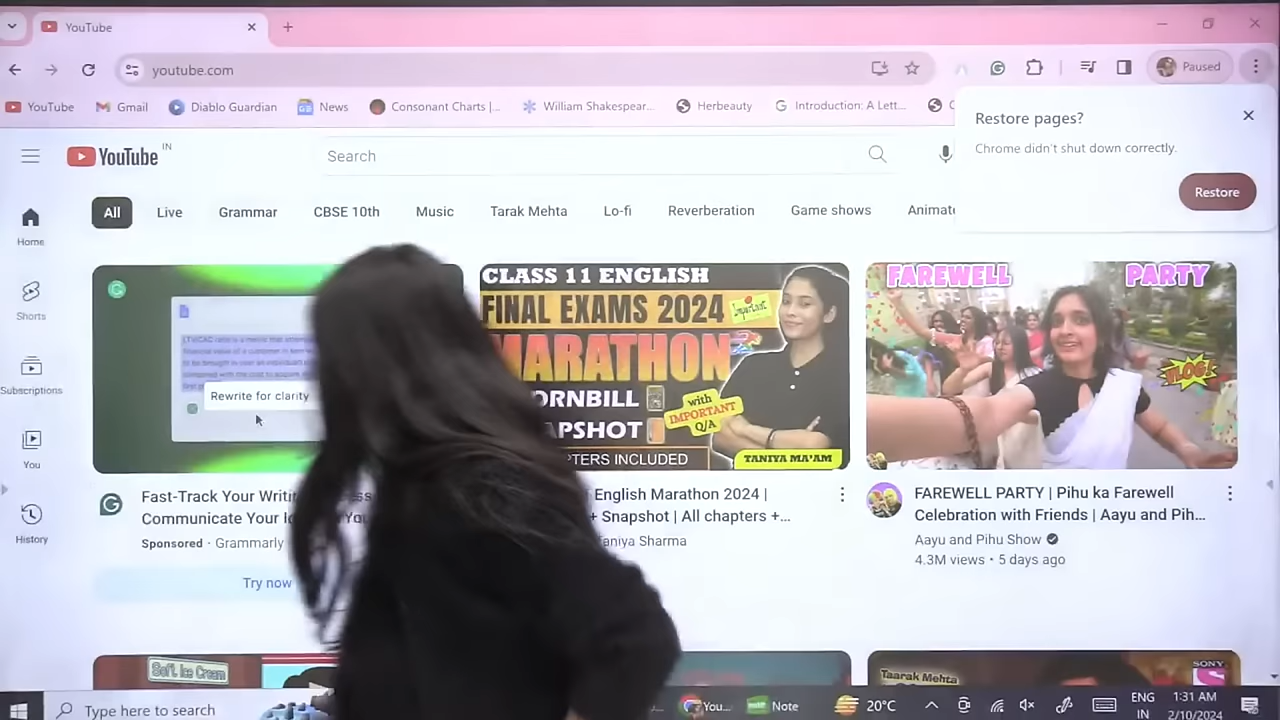 YouTube
youtube.com
Paused
YouTube
Gmail
Diablo Guardian
News
Consonant Charts |...
William Shakespear...
Herbeauty
Introduction: A Lett...
Restore pages?
Chrome didn't shut down correctly.
Restore
YouTube IN
Search
All
Live
Grammar
CBSE 10th
Music
Tarak Mehta
Lo-fi
Reverberation
Game shows
Animate
Home
Shorts
Subscriptions
You
History
Rewrite for clarity
Fast-Track Your
Communicate Your
Sponsored · Grammarly
Try now
CLASS 11 ENGLISH
FINAL EXAMS 2024
Important
MARATHON
ORNBILL
APSHOT
with
IMPORTANT
Q/A
TERS INCLUDED
TANIYA MA'AM
English Marathon 2024 |
+ Snapshot | All chapters +...
Taniya Sharma
FAREWELL PARTY
VLOG!
FAREWELL PARTY | Pihu ka Farewell
Celebration with Friends | Aayu and Pih...
Aayu and Pihu Show
4.3M views • 5 days ago
Soft Ice Cream
Taarak Mehta
SONY
Type here to search
You...
Note
20°C
ENG
IN
1:31 AM
2/10/2024